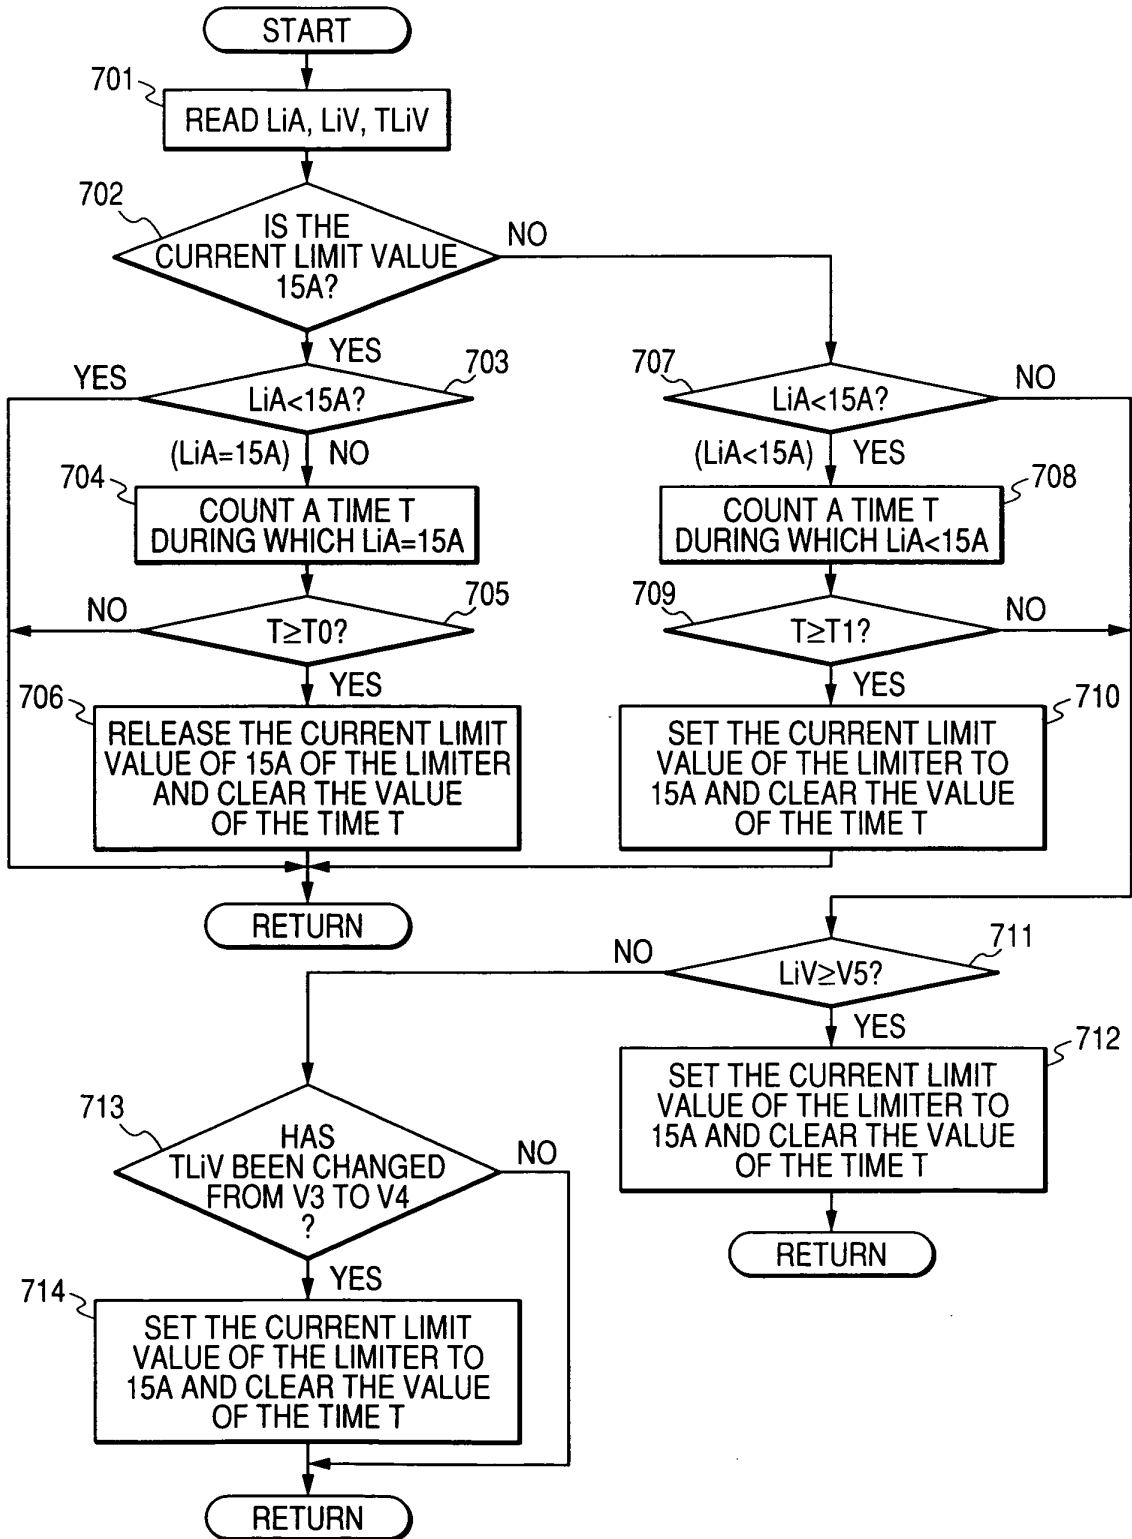 START
701
READ LiA, LiV, TLiV
702
IS THE
CURRENT LIMIT VALUE
15A?
NO
YES
YES
703
LiA<15A?
707
LiA<15A?
NO
(LiA=15A) NO
(LiA<15A) YES
704
COUNT A TIME T
DURING WHICH LiA=15A
708
COUNT A TIME T
DURING WHICH LiA<15A
NO
705
T≥T0?
709
T≥T1?
NO
YES
YES
706
RELEASE THE CURRENT LIMIT
VALUE OF 15A OF THE LIMITER
AND CLEAR THE VALUE
OF THE TIME T
710
SET THE CURRENT LIMIT
VALUE OF THE LIMITER TO
15A AND CLEAR THE VALUE
OF THE TIME T
RETURN
NO
711
LiV≥V5?
YES
712
SET THE CURRENT LIMIT
VALUE OF THE LIMITER TO
15A AND CLEAR THE VALUE
OF THE TIME T
713
HAS
TLiV BEEN CHANGED
FROM V3 TO V4
?
NO
RETURN
YES
714
SET THE CURRENT LIMIT
VALUE OF THE LIMITER TO
15A AND CLEAR THE VALUE
OF THE TIME T
RETURN